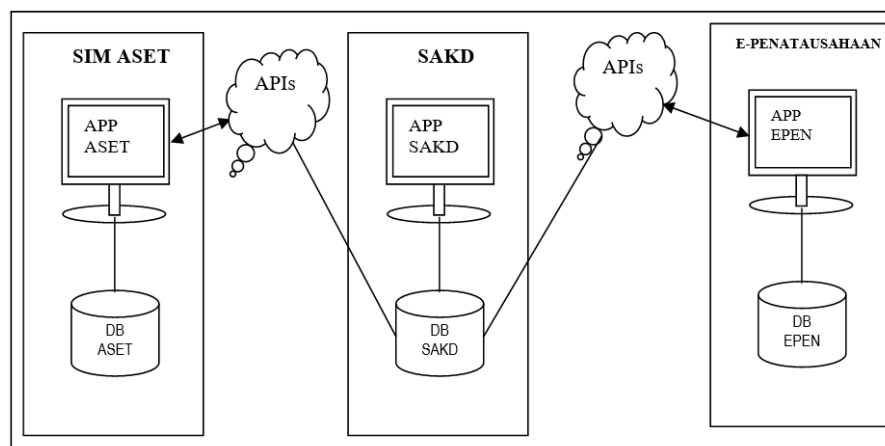 SIM ASET
APP
ASET
DB
ASET
APIs
SAKD
APP
SAKD
DB
SAKD
APIs
E-PENATAUSAHAAN
APP
EPEN
DB
EPEN